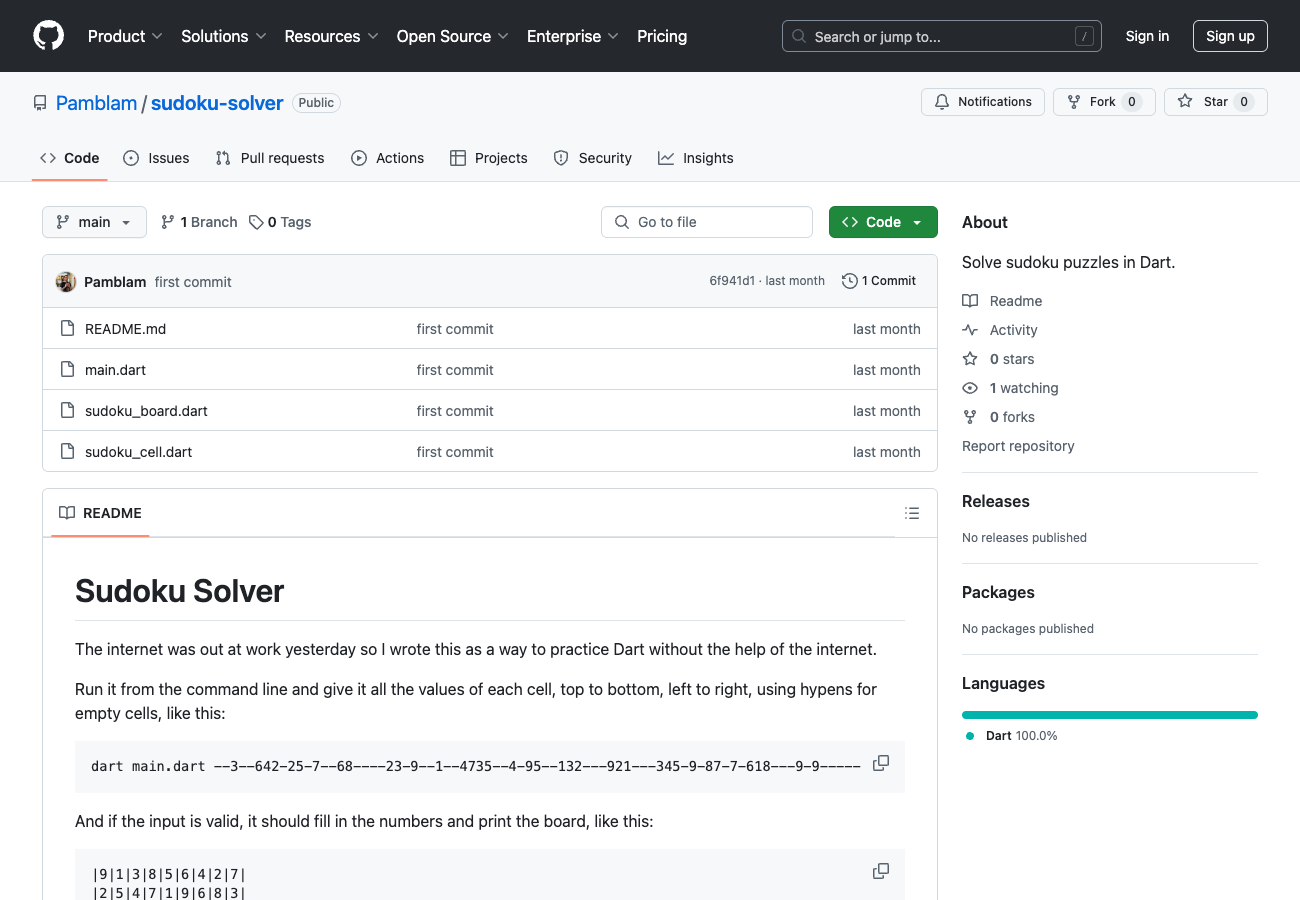 Product Solutions Resources Open Source Enterprise Pricing Search or jump to... / Sign in Sign up
Pamblam / sudoku-solver Public Notifications Fork 0 Star 0
Code Issues Pull requests Actions Projects Security Insights
main 1 Branch 0 Tags Go to file Code
Pamblam first commit 6f941d1 · last month 1 Commit
README.md first commit last month
main.dart first commit last month
sudoku_board.dart first commit last month
sudoku_cell.dart first commit last month
README
Sudoku Solver
The internet was out at work yesterday so I wrote this as a way to practice Dart without the help of the internet.
Run it from the command line and give it all the values of each cell, top to bottom, left to right, using hypens for
empty cells, like this:
dart main.dart --3--642-25-7--68----23-9--1--4735--4-95--132---921---345-9-87-7-618---9-9-----
And if the input is valid, it should fill in the numbers and print the board, like this:
|9|1|3|8|5|6|4|2|7|
|2|5|4|7|1|9|6|8|3|
About
Solve sudoku puzzles in Dart.
Readme
Activity
0 stars
1 watching
0 forks
Report repository
Releases
No releases published
Packages
No packages published
Languages
Dart 100.0%